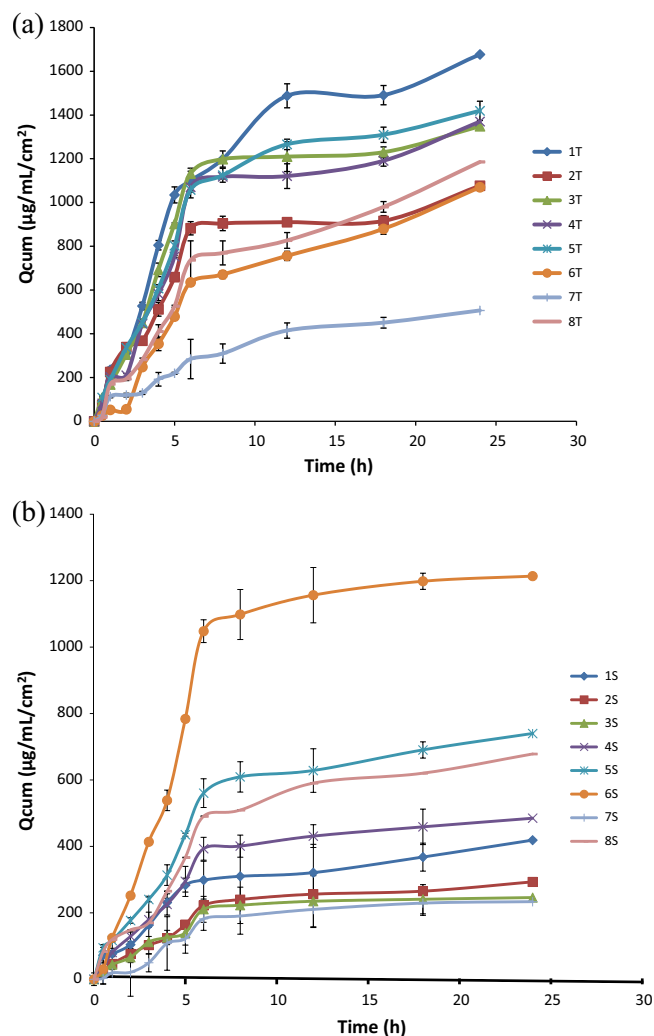 (a)
1800
1600
1400
1200
1000
800
600
400
200
0
Qcum (µg/mL/cm²)
0 5 10 15 20 25 30
Time (h)
1T
2T
3T
4T
5T
6T
7T
8T
(b)
1400
1200
1000
800
600
400
200
0
Qcum (µg/mL/cm²)
0 5 10 15 20 25 30
Time (h)
1S
2S
3S
4S
5S
6S
7S
8S